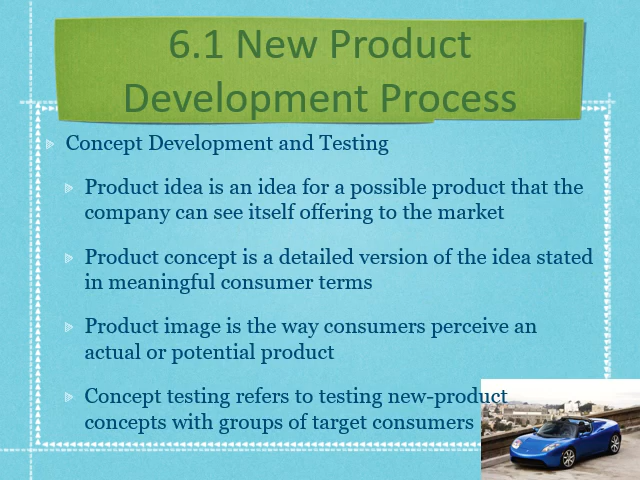 6.1 New Product
Development Process
Concept Development and Testing
Product idea is an idea for a possible product that the
company can see itself offering to the market
Product concept is a detailed version of the idea stated
in meaningful consumer terms
Product image is the way consumers perceive an
actual or potential product
Concept testing refers to testing new-product
concepts with groups of target consumers